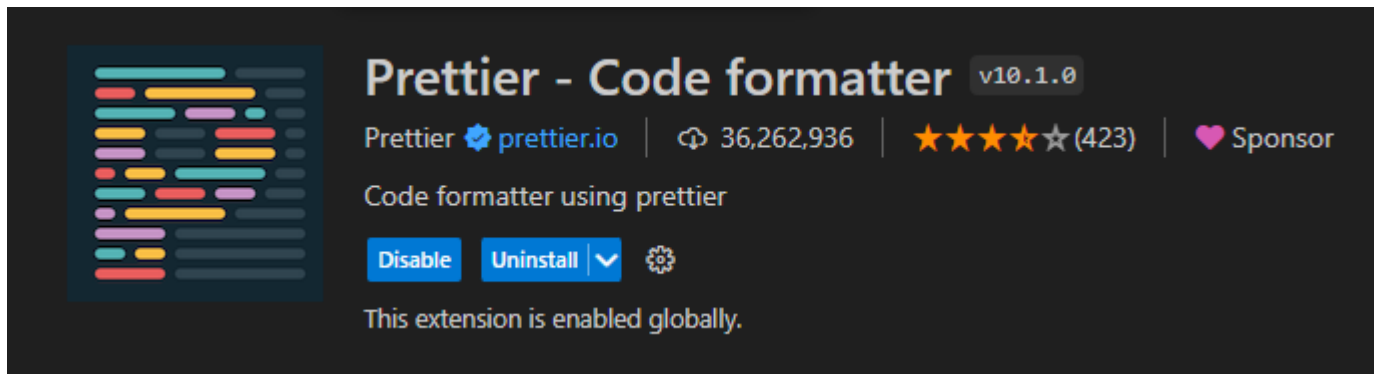 Prettier - Code formatter v10.1.0
Prettier prettier.io 36,262,936 (423) Sponsor
Code formatter using prettier
Disable Uninstall
This extension is enabled globally.